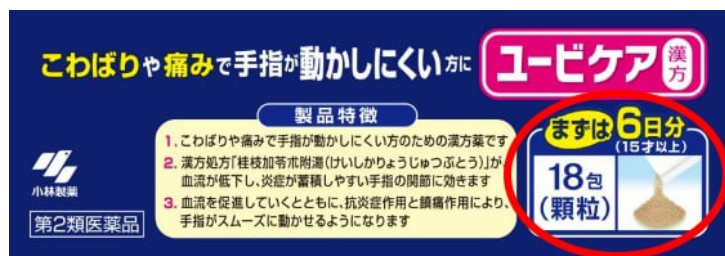 こわばりや痛みで手指が動かしにくい方に
ユービケア漢方
製品特徴
1. こわばりや痛みで手指が動かしにくい方のための漢方薬です
2. 漢方処方「桂枝加苓朮附湯(けいしかりょうじゅつぶとう)」が、
血流が低下し、炎症が蓄積しやすい手指の関節に効きます
3. 血流を促進していくとともに、抗炎症作用と鎮痛作用により、
手指がスムーズに動かせるようになります
小林製薬
第2類医薬品
まずは6日分
(15才以上)
18包
(顆粒)